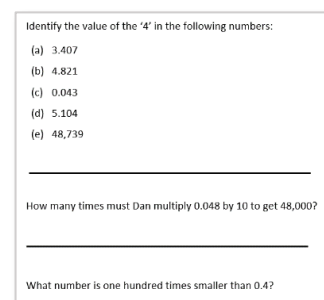 Identify the value of the '4' in the following numbers:
(a) 3.407
(b) 4.821
(c) 0.043
(d) 5.104
(e) 48,739
How many times must Dan multiply 0.048 by 10 to get 48,000?
What number is one hundred times smaller than 0.4?